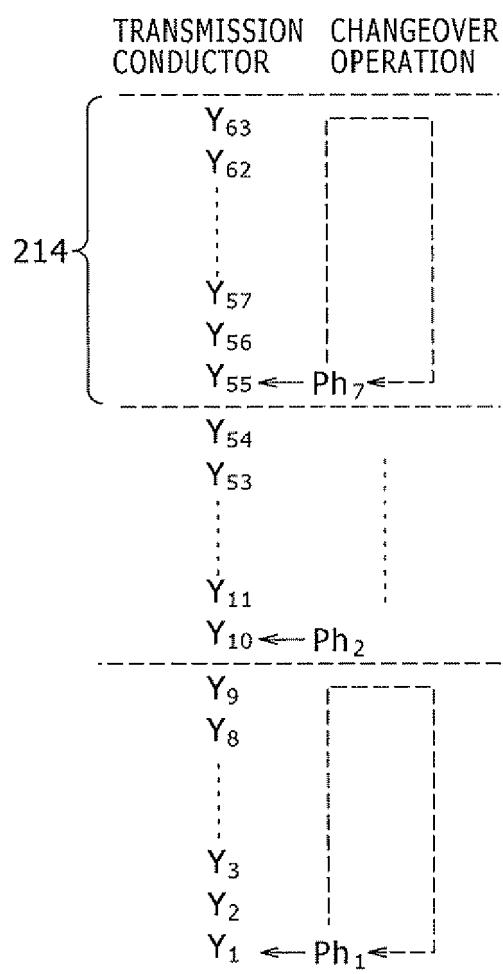 TRANSMISSION CHANGEOVER
CONDUCTOR OPERATION
Y63
Y62
214
Y57
Y56
Y55 ← Ph7
Y54
Y53
Y11
Y10 ← Ph2
Y9
Y8
Y3
Y2
Y1 ← Ph1